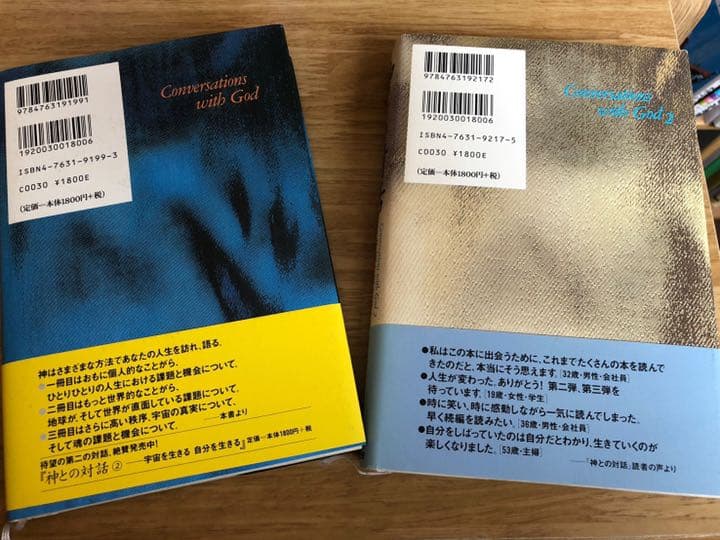 9784763191991
1920030018006
ISBN4-7631-9199-3
C0030 ¥1800E
(定価―本体1800円+税)
Conversations
with God
神はさまざまな方法であなたの人生を訪れ、語る。
●一冊目はおもに個人的なことがら、
ひとりひとりの人生における課題と機会について。
●二冊目はもっと世界的なことがら、
地球が、そして世界が直面している課題について。
●三冊目はさらに高い秩序、宇宙の真実について、
そして魂の課題と機会について。 ――本書より
待望の第二の対話、絶賛発売中!
『神との対話②――宇宙を生きる 自分を生きる』定価―本体1800円+税
9784763192172
1920030018006
ISBN4-7631-9217-5
C0030 ¥1800E
(定価―本体1800円+税)
Conversations
with God 2
●私はこの本に出会うために、これまでたくさんの本を読んで
きたのだと、本当にそう思えます。[32歳・男性・会社員]
●人生が変わった。ありがとう! 第二弾、第三弾を
待っています。[19歳・女性・学生]
●時に笑い、時に感動しながら一気に読んでしまった。
早く続編を読みたい。[36歳・男性・会社員]
●自分をしばっていたのは自分だとわかり、生きていくのが
楽しくなりました。[53歳・主婦]
――「神との対話」読者の声より